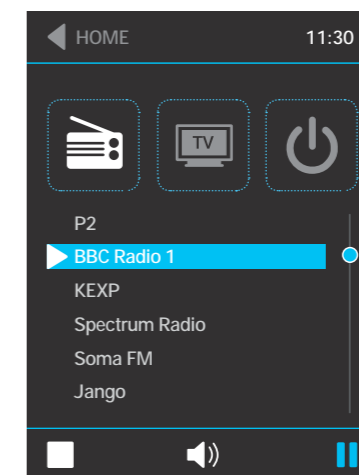 HOME 11:30
TV
P2
BBC Radio 1
KEXP
Spectrum Radio
Soma FM
Jango